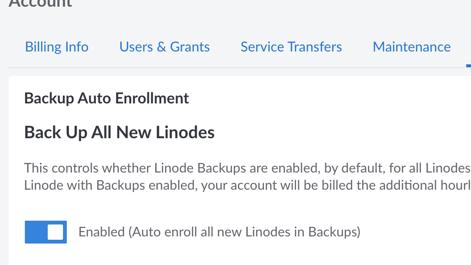 Account
Billing Info Users & Grants Service Transfers Maintenance
Backup Auto Enrollment
Back Up All New Linodes
This controls whether Linode Backups are enabled, by default, for all Linodes
Linode with Backups enabled, your account will be billed the additional hourl
Enabled (Auto enroll all new Linodes in Backups)